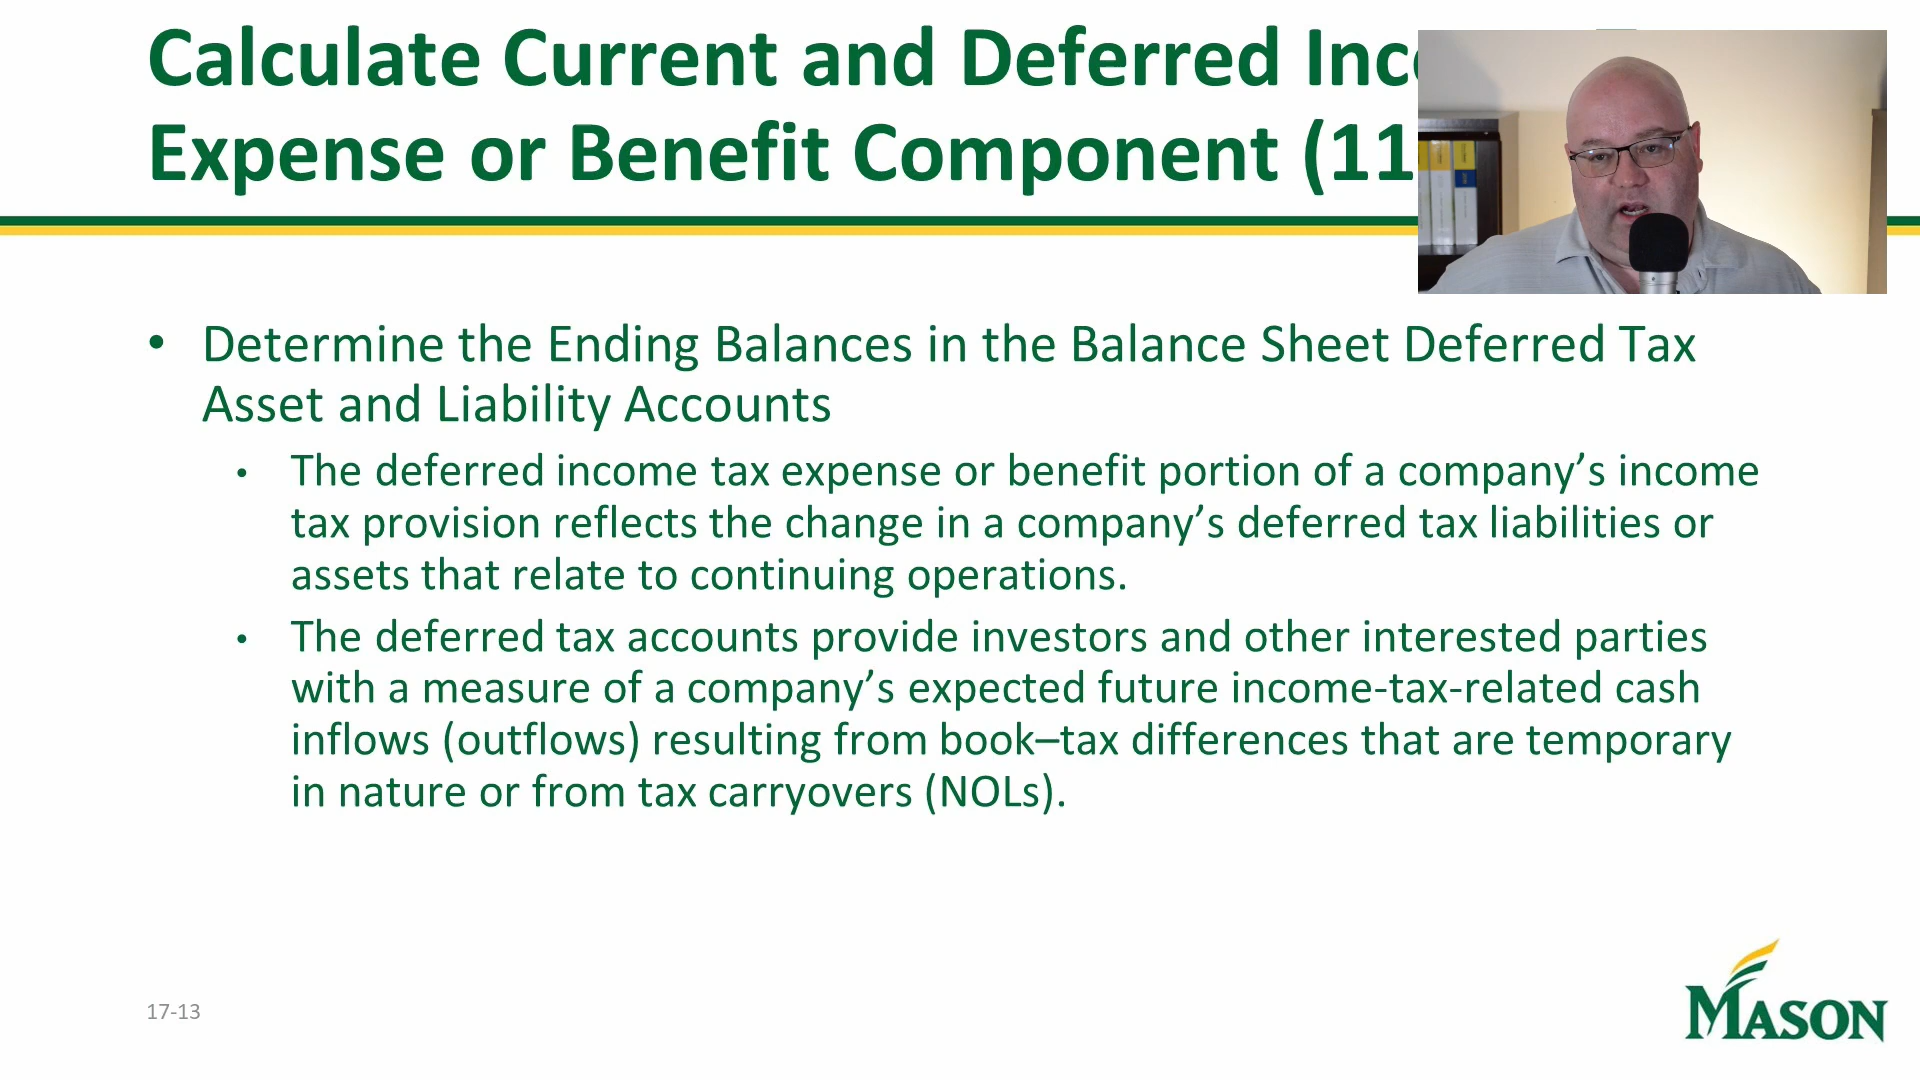 Calculate Current and Deferred
Expense or Benefit Component (11
• Determine the Ending Balances in the Balance Sheet Deferred Tax
Asset and Liability Accounts
• The deferred income tax expense or benefit portion of a company’s income
tax provision reflects the change in a company’s deferred tax liabilities or
assets that relate to continuing operations.
• The deferred tax accounts provide investors and other interested parties
with a measure of a company’s expected future income-tax-related cash
inflows (outflows) resulting from book–tax differences that are temporary
in nature or from tax carryovers (NOLs).
17-13
MASON